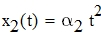 x₂(t) = α₂ t²